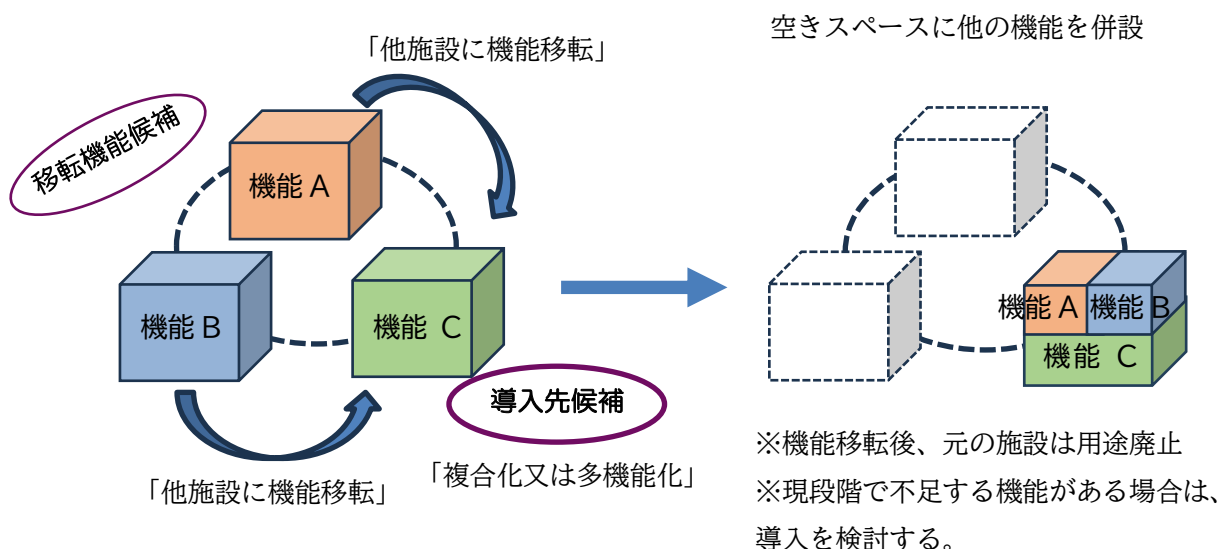 空きスペースに他の機能を併設
「他施設に機能移転」
移転機能候補
機能A
機能B
機能 C
導入先候補
「複合化又は多機能化」
「他施設に機能移転」
機能A
機能B
機能 C
※機能移転後、元の施設は用途廃止
※現段階で不足する機能がある場合は、
導入を検討する。